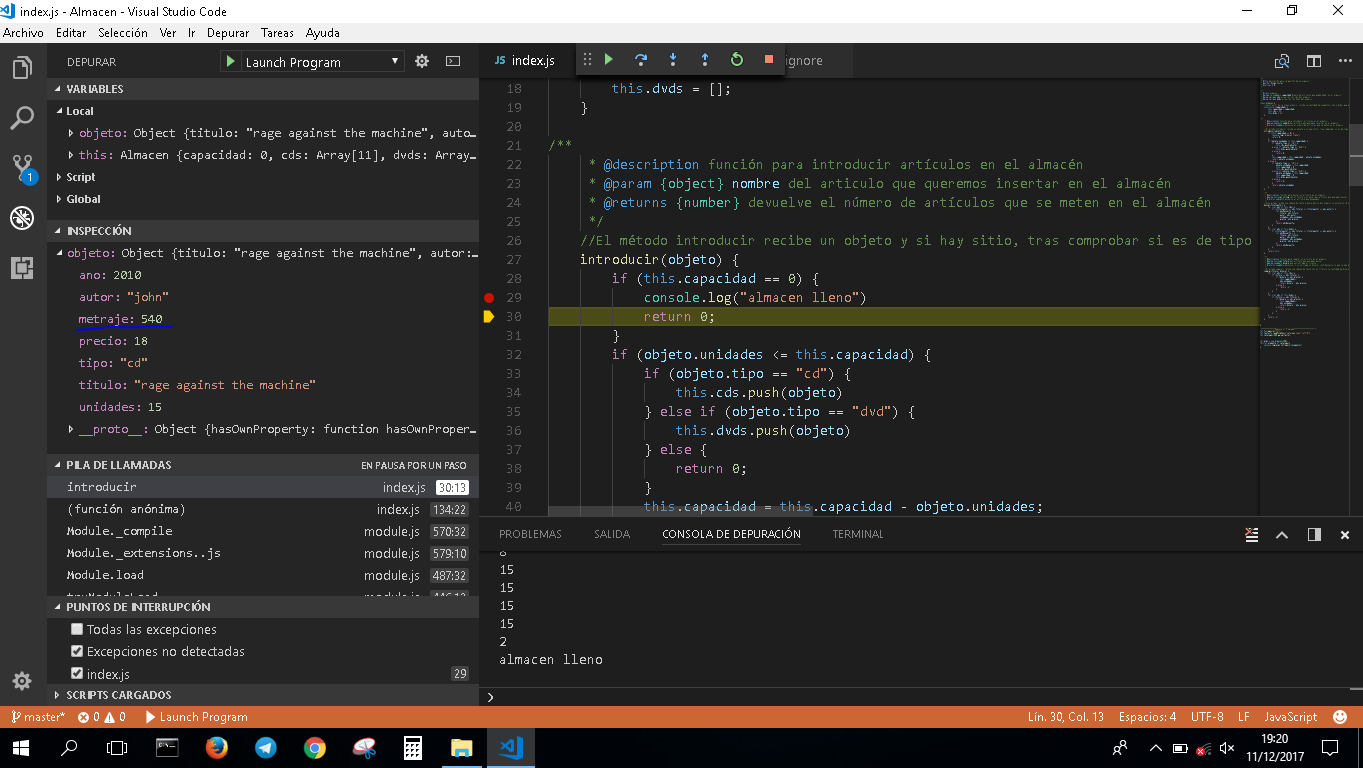 index.js - Almacen - Visual Studio Code
Archivo Editar Selección Ver Ir Depurar Tareas Ayuda
DEPURAR Launch Program
JS index.js ignore
VARIABLES
Local
objeto: Object {titulo: "rage against the machine", auto…
this: Almacen {capacidad: 0, cds: Array[11], dvds: Array…
Script
Global
INSPECCIÓN
objeto: Object {titulo: "rage against the machine", autor:…
ano: 2010
autor: "john"
metraje: 540
precio: 18
tipo: "cd"
titulo: "rage against the machine"
unidades: 15
__proto__: Object {hasOwnProperty: function hasOwnProper…
PILA DE LLAMADAS EN PAUSA POR UN PASO
introducir index.js 30:13
(función anónima) index.js 134:22
Module._compile module.js 570:32
Module._extensions..js module.js 579:10
Module.load module.js 487:32
PUNTOS DE INTERRUPCIÓN
Todas las excepciones
Excepciones no detectadas
index.js 29
SCRIPTS CARGADOS
1
18 this.dvds = [];
19 }
20
21 /**
22 * @description función para introducir artículos en el almacén
23 * @param {object} nombre del articulo que queremos insertar en el almacén
24 * @returns {number} devuelve el número de artículos que se meten en el almacén
25 */
26 //El método introducir recibe un objeto y si hay sitio, tras comprobar si es de tipo
27 introducir(objeto) {
28 if (this.capacidad == 0) {
29 console.log("almacen lleno")
30 return 0;
31 }
32 if (objeto.unidades <= this.capacidad) {
33 if (objeto.tipo == "cd") {
34 this.cds.push(objeto)
35 } else if (objeto.tipo == "dvd") {
36 this.dvds.push(objeto)
37 } else {
38 return 0;
39 }
40 this.capacidad = this.capacidad - objeto.unidades;
PROBLEMAS SALIDA CONSOLA DE DEPURACIÓN TERMINAL
15
15
15
15
2
almacen lleno
master* 0 0 Launch Program
Lín. 30, Col. 13 Espacios: 4 UTF-8 LF JavaScript
19:20
11/12/2017